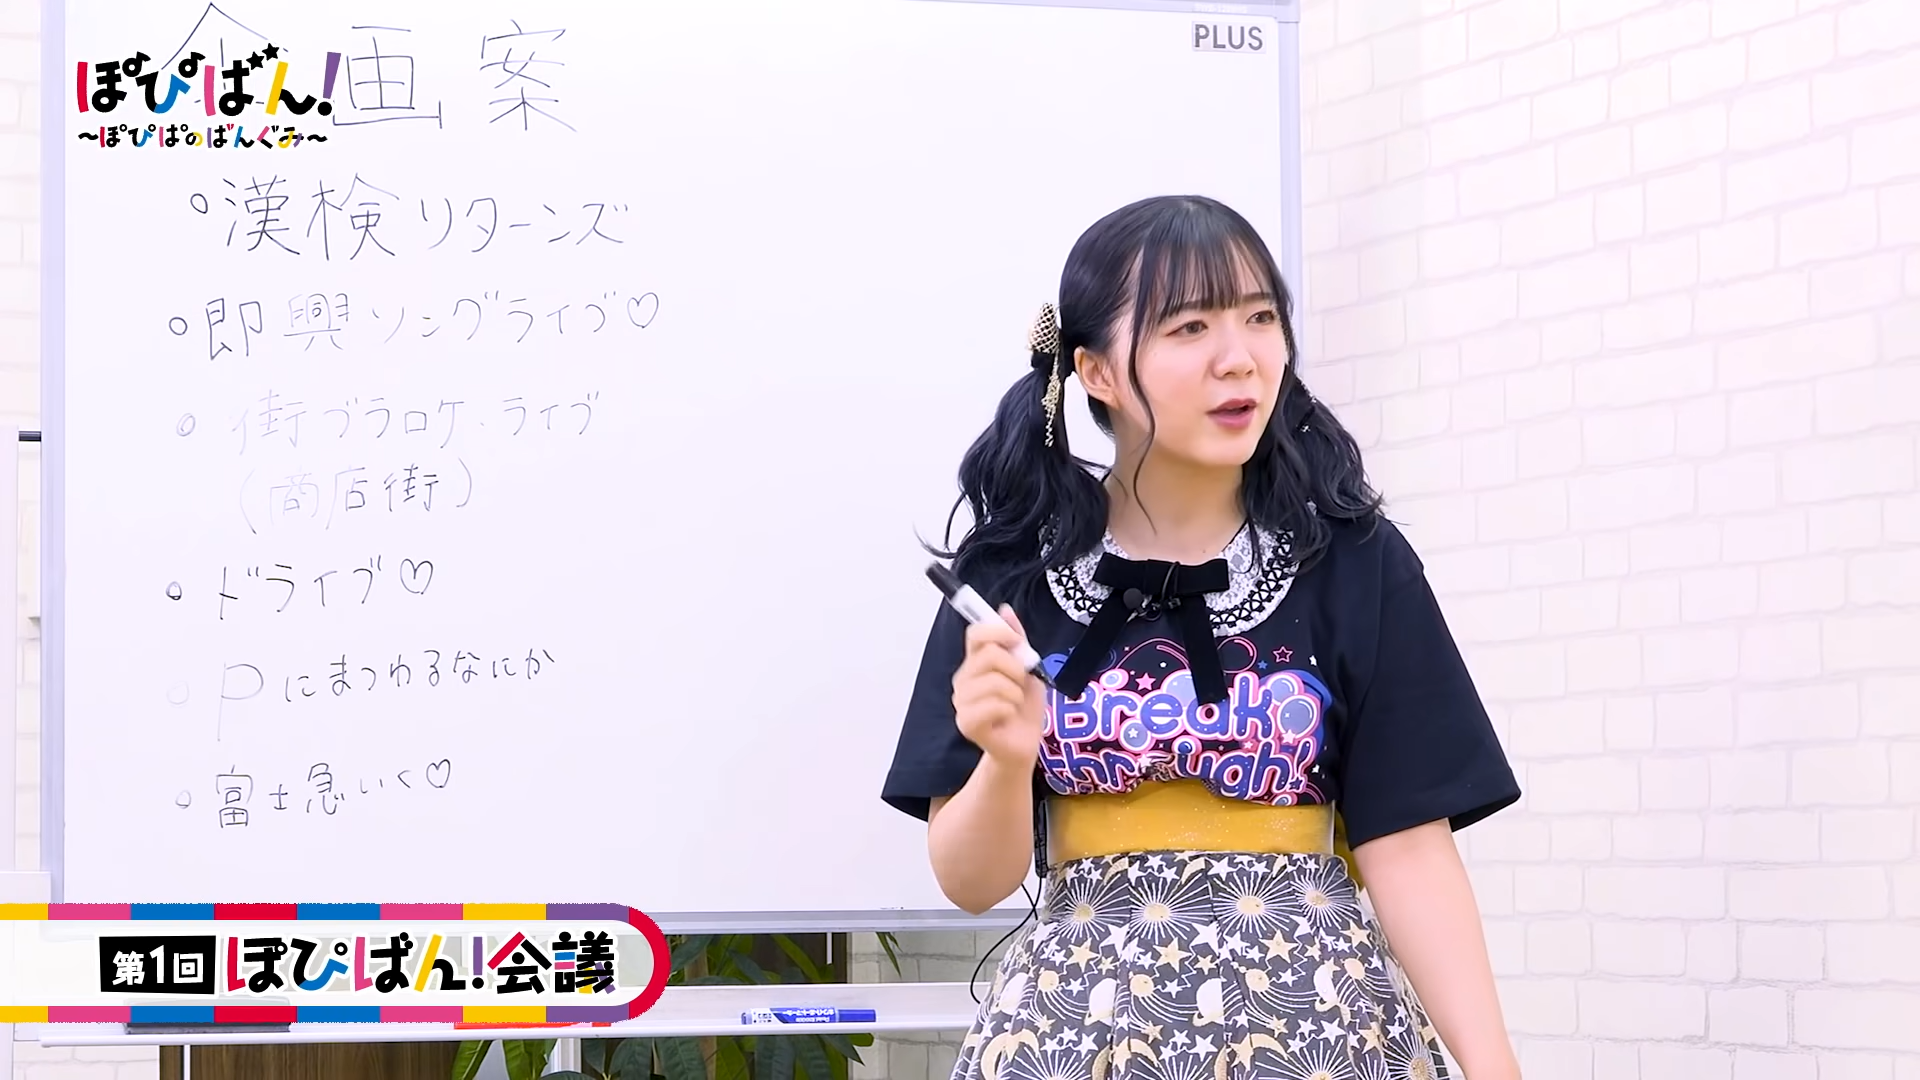 企画案
PLUS
ぽぴばん!
~ぽぴぱのばんぐみ~
・漢検リターンズ
・即興ソングライブ♡
・街ブラロケ・ライブ
(商店街)
・ドライブ♡
・Pにまつわるなにか
・富士急いく♡
Break
through!
第1回 ぽぴばん!会議